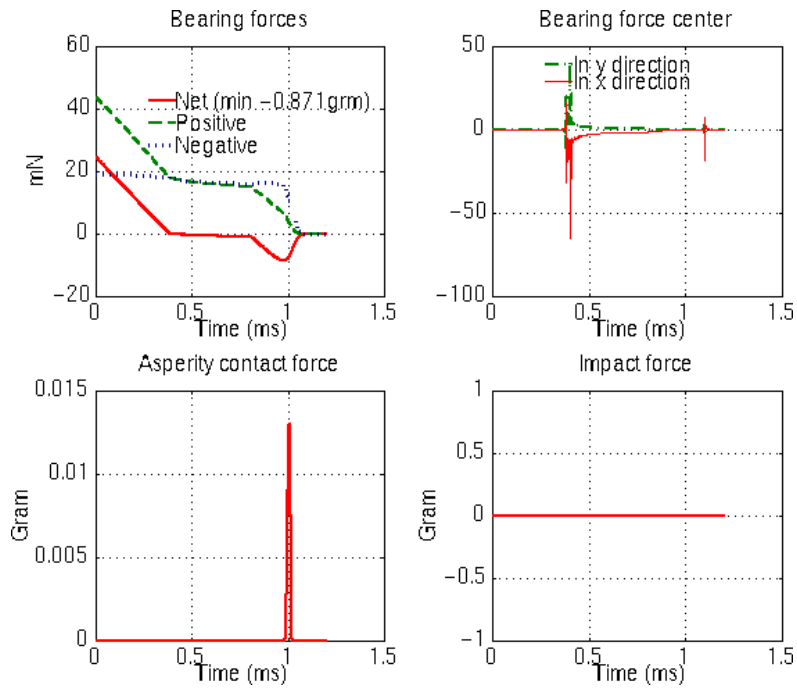 Bearing forces
60
40
20
0
−20
mN
Net (min −0.871grm)
Positive
Negative
0
0.5
1
1.5
Time (ms)
Bearing force center
50
0
−50
−100
In y direction
In x direction
0
0.5
1
1.5
Time (ms)
Asperity contact force
0.015
0.01
0.005
0
Gram
0
0.5
1
1.5
Time (ms)
Impact force
1
0.5
0
−0.5
−1
Gram
0
0.5
1
1.5
Time (ms)